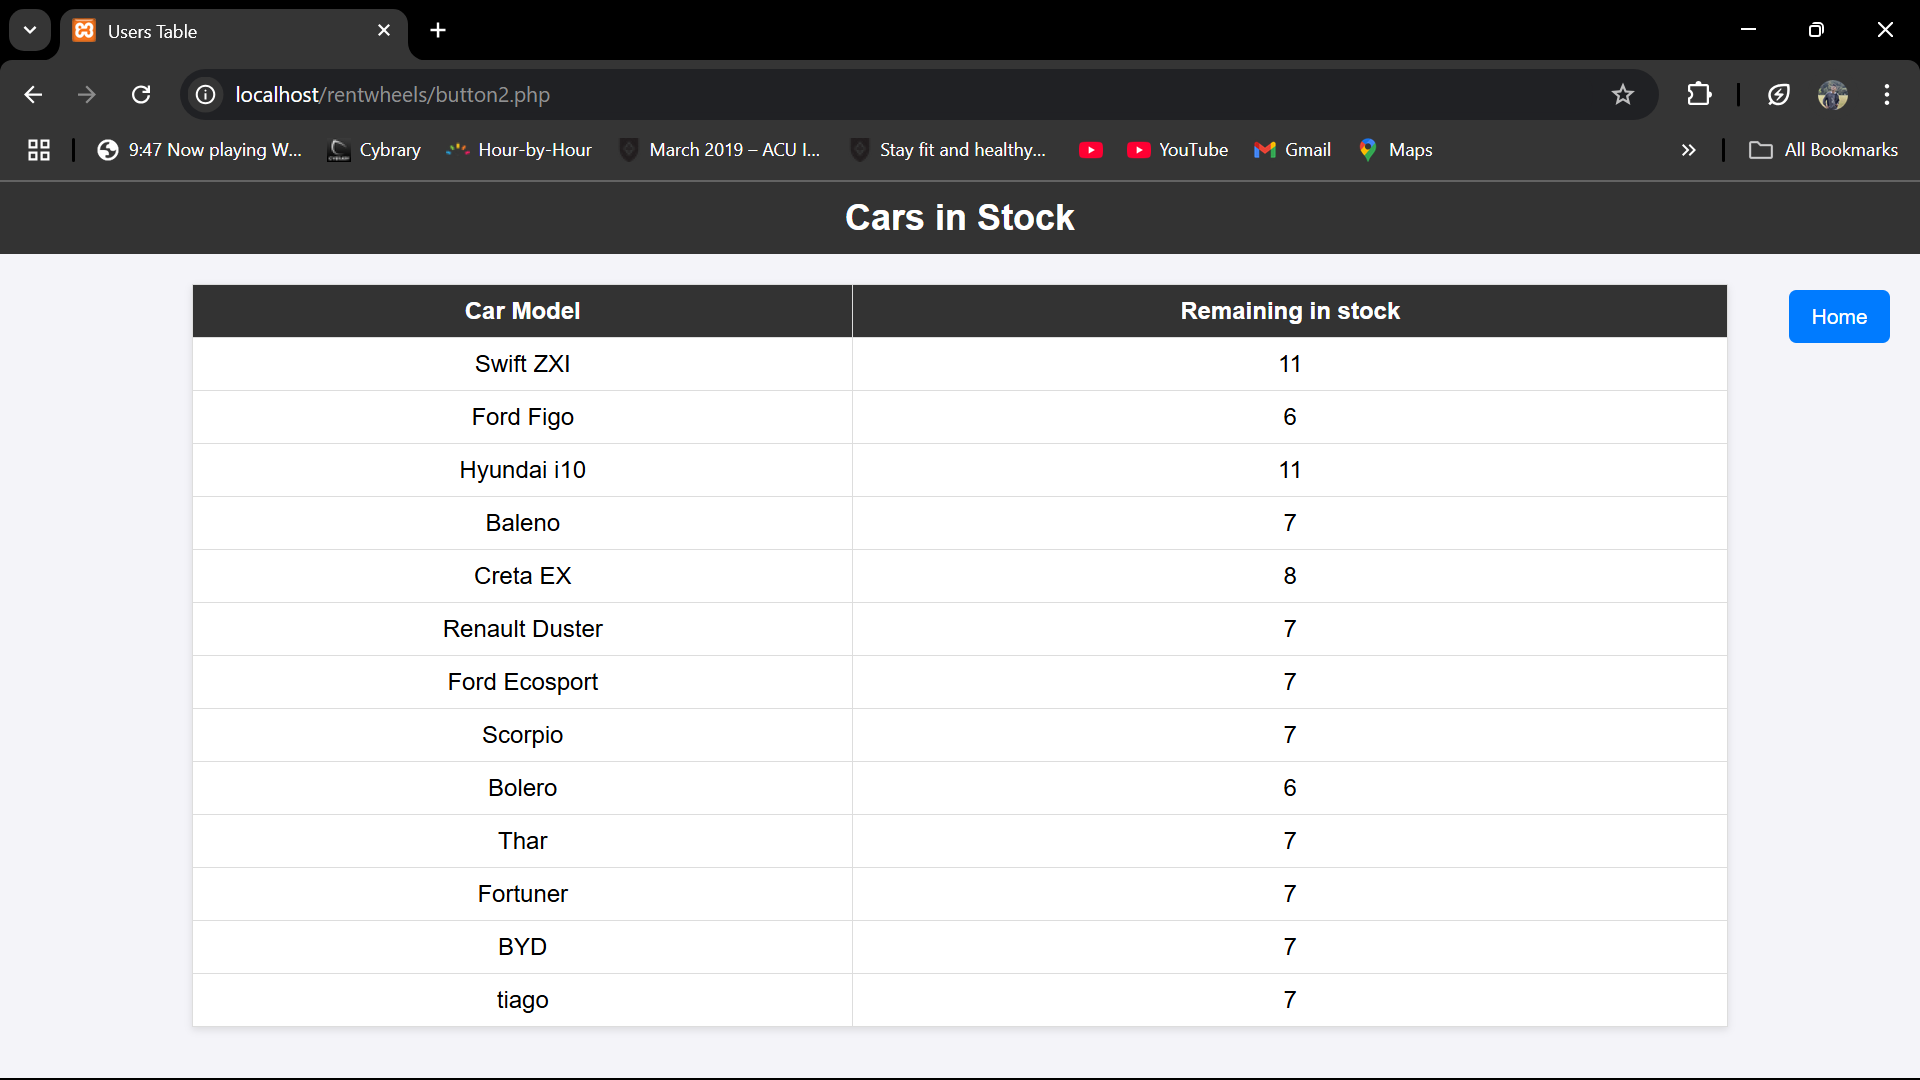 Users Table
localhost/rentwheels/button2.php
9:47 Now playing W... Cybrary Hour-by-Hour March 2019 – ACU I... Stay fit and healthy... YouTube Gmail Maps » All Bookmarks
Cars in Stock
Car Model Remaining in stock
Home
Swift ZXI 11
Ford Figo 6
Hyundai i10 11
Baleno 7
Creta EX 8
Renault Duster 7
Ford Ecosport 7
Scorpio 7
Bolero 6
Thar 7
Fortuner 7
BYD 7
tiago 7